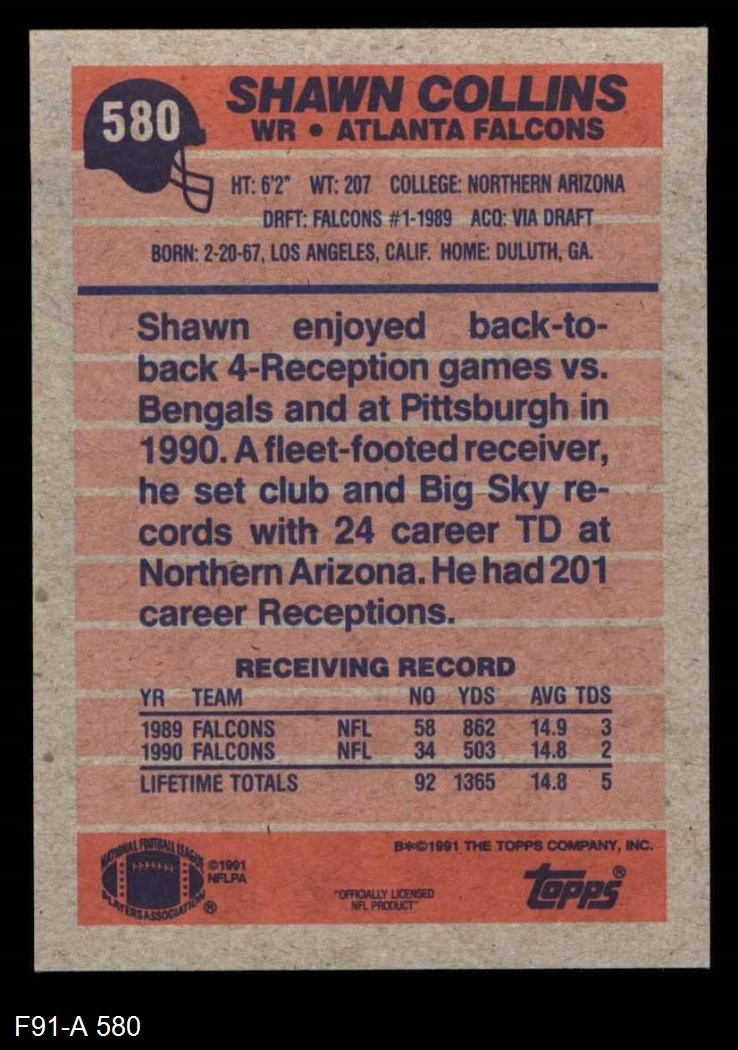 580
SHAWN COLLINS
WR • ATLANTA FALCONS
HT: 6'2" WT: 207 COLLEGE: NORTHERN ARIZONA
DRFT: FALCONS #1-1989 ACQ: VIA DRAFT
BORN: 2-20-67, LOS ANGELES, CALIF. HOME: DULUTH, GA.
Shawn enjoyed back-to-
back 4-Reception games vs.
Bengals and at Pittsburgh in
1990. A fleet-footed receiver,
he set club and Big Sky re-
cords with 24 career TD at
Northern Arizona. He had 201
career Receptions.
RECEIVING RECORD
YR TEAM NO YDS AVG TDS
1989 FALCONS NFL 58 862 14.9 3
1990 FALCONS NFL 34 503 14.8 2
LIFETIME TOTALS 92 1365 14.8 5
NATIONAL FOOTBALL LEAGUE
PLAYERS ASSOCIATION ®
©1991
NFLPA
B*©1991 THE TOPPS COMPANY, INC.
"OFFICIALLY LICENSED
NFL PRODUCT"
topps®
F91-A 580